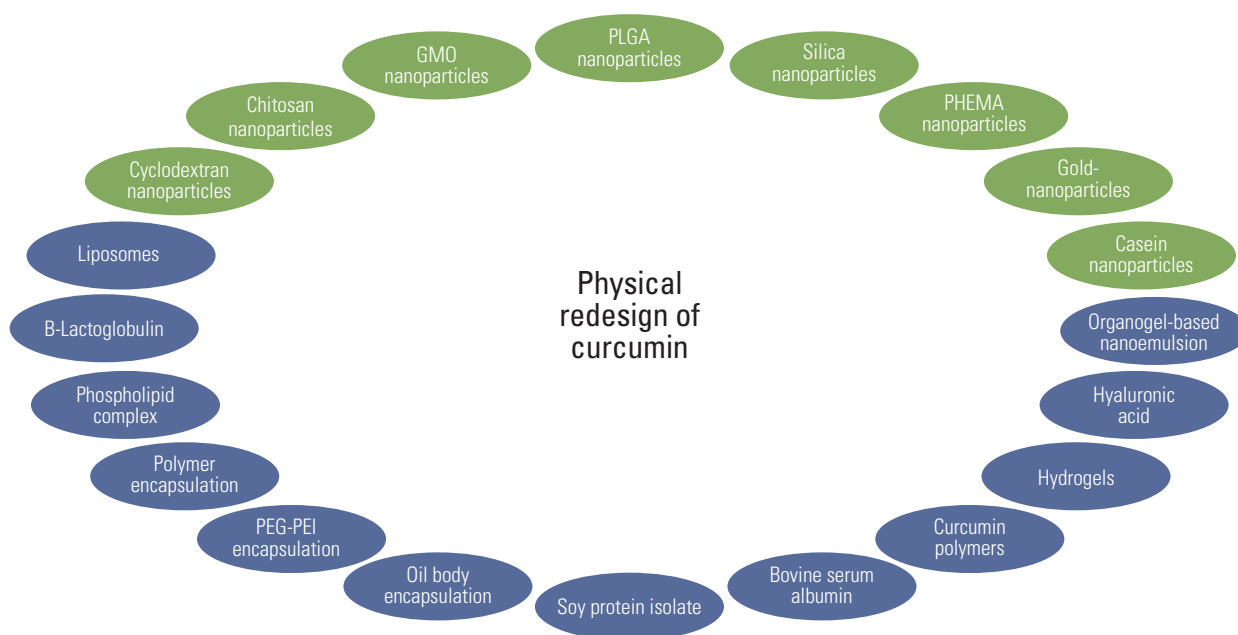 PLGA
nanoparticles
GMO
nanoparticles
Silica
nanoparticles
Chitosan
nanoparticles
PHEMA
nanoparticles
Cyclodextran
nanoparticles
Gold-
nanoparticles
Liposomes
Casein
nanoparticles
Physical
redesign of
curcumin
B-Lactoglobulin
Organogel-based
nanoemulsion
Phospholipid
complex
Hyaluronic
acid
Polymer
encapsulation
Hydrogels
PEG-PEI
encapsulation
Curcumin
polymers
Oil body
encapsulation
Bovine serum
albumin
Soy protein isolate